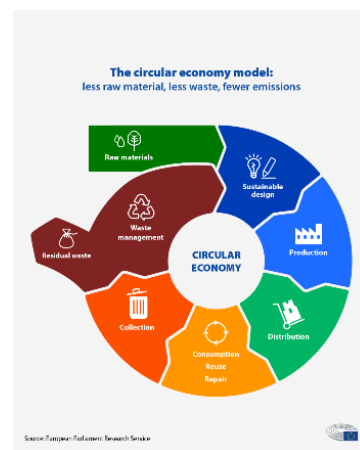 The circular economy model:
less raw material, less waste, fewer emissions
Raw materials
Sustainable
design
Waste
management
Residual waste
CIRCULAR
ECONOMY
Production
Collection
Distribution
Consumption
Reuse
Repair
Source: European Parliament Research Service